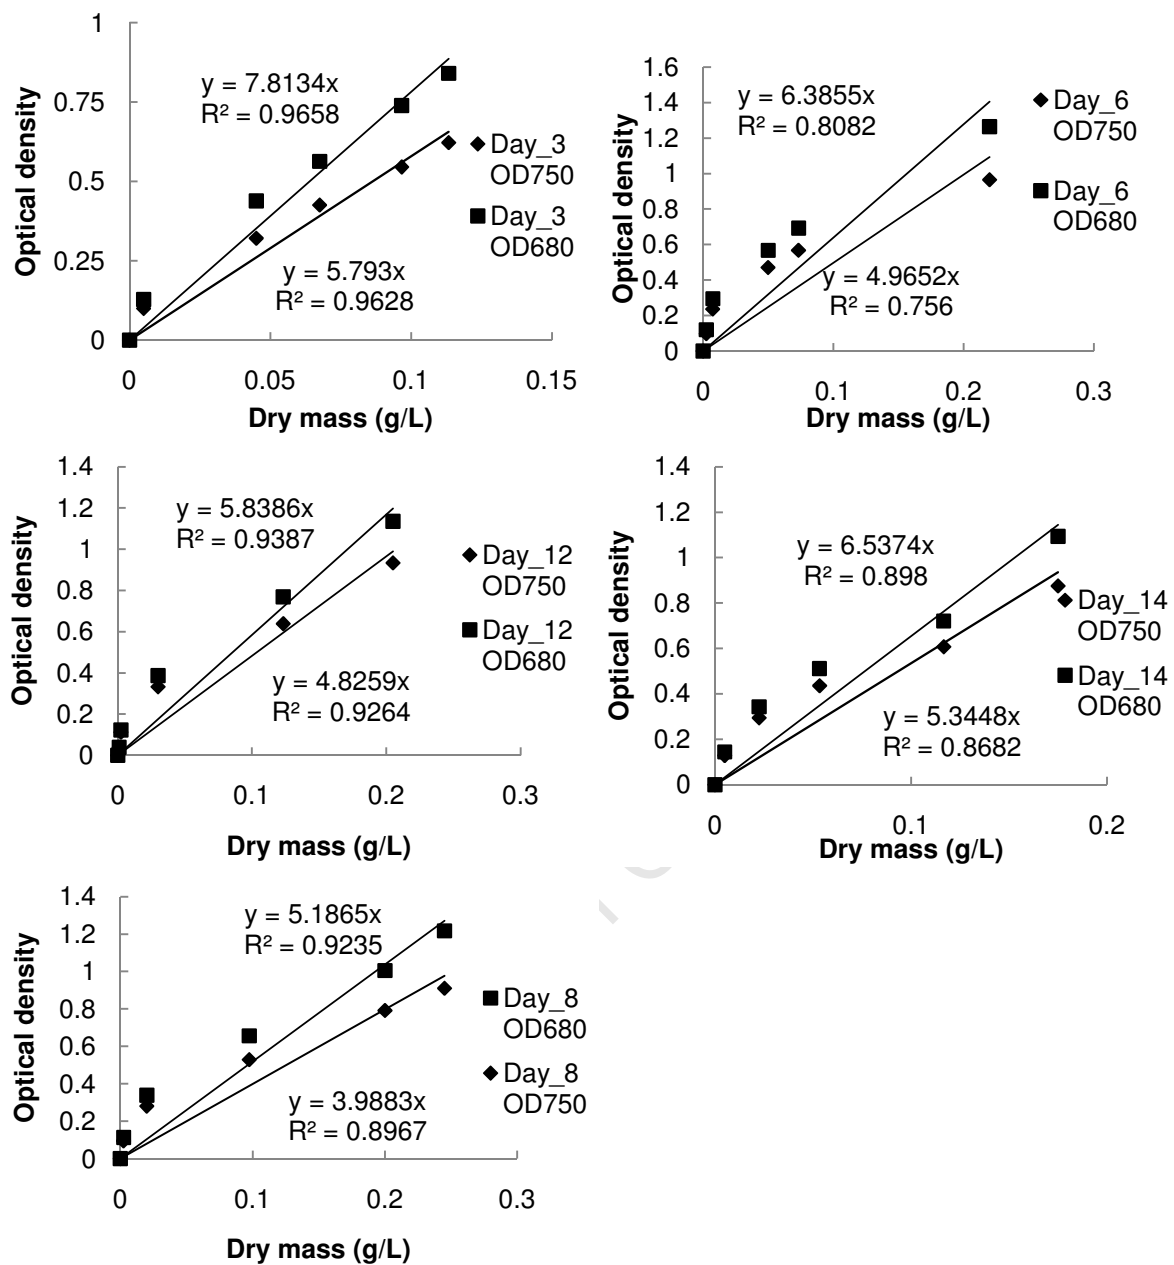 1
0.75
0.5
0.25
0
0
0.05
0.1
0.15
Optical density
Dry mass (g/L)
y = 7.8134x
R² = 0.9658
y = 5.793x
R² = 0.9628
Day_3
OD750
Day_3
OD680
1.6
1.4
1.2
1
0.8
0.6
0.4
0.2
0
0
0.1
0.2
0.3
Optical density
Dry mass (g/L)
y = 6.3855x
R² = 0.8082
y = 4.9652x
R² = 0.756
Day_6
OD750
Day_6
OD680
1.4
1.2
1
0.8
0.6
0.4
0.2
0
0
0.1
0.2
0.3
Optical density
Dry mass (g/L)
y = 5.8386x
R² = 0.9387
y = 4.8259x
R² = 0.9264
Day_12
OD750
Day_12
OD680
1.4
1.2
1
0.8
0.6
0.4
0.2
0
0
0.1
0.2
Optical density
Dry mass (g/L)
y = 6.5374x
R² = 0.898
y = 5.3448x
R² = 0.8682
Day_14
OD750
Day_14
OD680
1.4
1.2
1
0.8
0.6
0.4
0.2
0
0
0.1
0.2
0.3
Optical density
Dry mass (g/L)
y = 5.1865x
R² = 0.9235
y = 3.9883x
R² = 0.8967
Day_8
OD680
Day_8
OD750